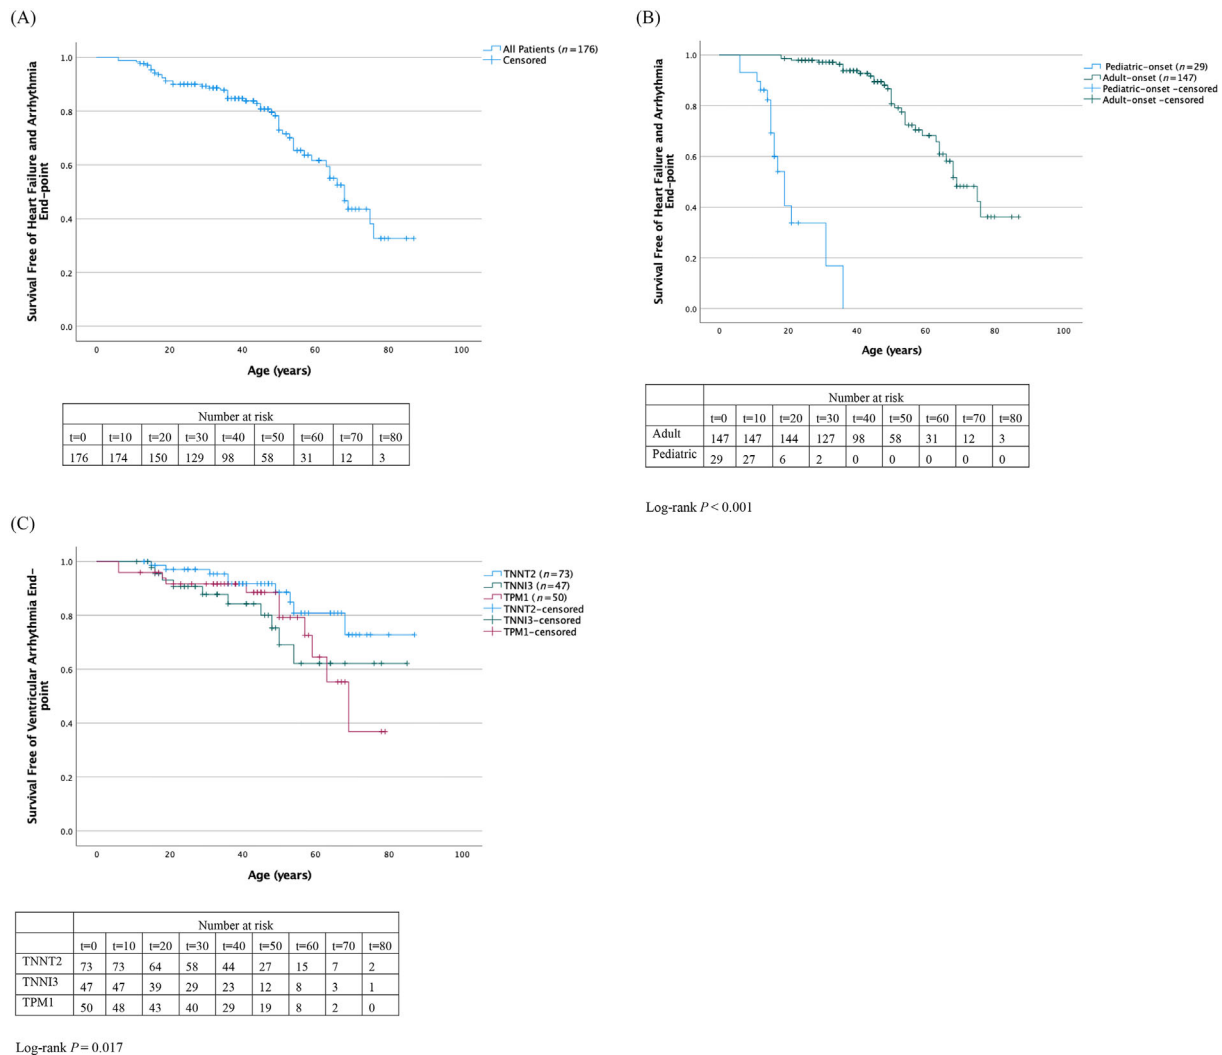 (A)
Survival Free of Heart Failure and Arrhythmia
End-point
1.0
0.8
0.6
0.4
0.2
0.0
0 20 40 60 80 100
Age (years)
All Patients (n=176)
Censored
Number at risk
t=0 t=10 t=20 t=30 t=40 t=50 t=60 t=70 t=80
176 174 150 129 98 58 31 12 3
(B)
Survival Free of Heart Failure and Arrhythmia
End-point
1.0
0.8
0.6
0.4
0.2
0.0
0 20 40 60 80 100
Age (years)
Pediatric-onset (n=29)
Adult-onset (n=147)
Pediatric-onset -censored
Adult-onset -censored
Number at risk
t=0 t=10 t=20 t=30 t=40 t=50 t=60 t=70 t=80
Adult 147 147 144 127 98 58 31 12 3
Pediatric 29 27 6 2 0 0 0 0 0
Log-rank P < 0.001
(C)
Survival Free of Ventricular Arrhythmia End-
point
1.0
0.8
0.6
0.4
0.2
0.0
0 20 40 60 80 100
Age (years)
TNNT2 (n=73)
TNNI3 (n=47)
TPM1 (n=50)
TNNT2-censored
TNNI3-censored
TPM1-censored
Number at risk
t=0 t=10 t=20 t=30 t=40 t=50 t=60 t=70 t=80
TNNT2 73 73 64 58 44 27 15 7 2
TNNI3 47 47 39 29 23 12 8 3 1
TPM1 50 48 43 40 29 19 8 2 0
Log-rank P = 0.017